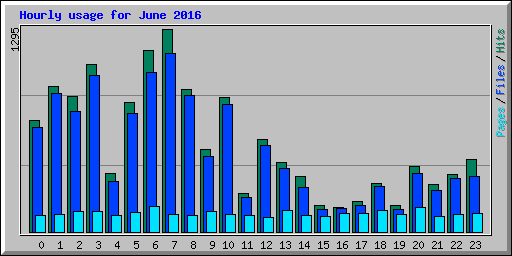 Hourly usage for June 2016
1295
Pages/Files/Hits
0 1 2 3 4 5 6 7 8 9 10 11 12 13 14 15 16 17 18 19 20 21 22 23